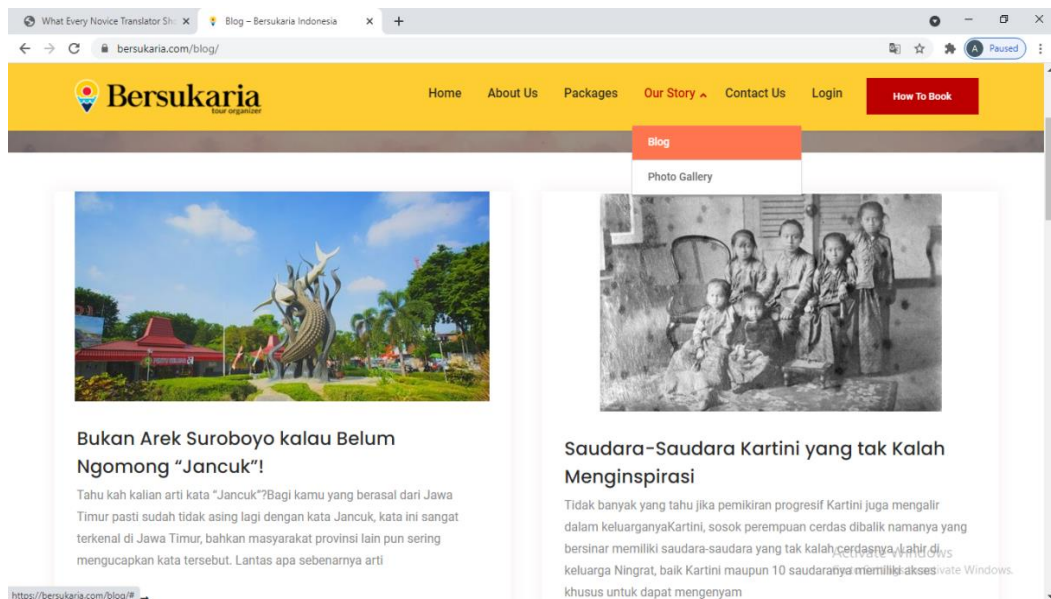 What Every Novice Translator Sho
Blog – Bersukaria Indonesia
bersukaria.com/blog/
A Paused
Bersukaria
tour organizer
Home About Us Packages Our Story Contact Us Login How To Book
Blog
Photo Gallery
Bukan Arek Suroboyo kalau Belum
Ngomong “Jancuk”!
Tahu kah kalian arti kata “Jancuk”?Bagi kamu yang berasal dari Jawa
Timur pasti sudah tidak asing lagi dengan kata Jancuk, kata ini sangat
terkenal di Jawa Timur, bahkan masyarakat provinsi lain pun sering
mengucapkan kata tersebut. Lantas apa sebenarnya arti
Saudara-Saudara Kartini yang tak Kalah
Menginspirasi
Tidak banyak yang tahu jika pemikiran progresif Kartini juga mengalir
dalam keluarganyaKartini, sosok perempuan cerdas dibalik namanya yang
bersinar memiliki saudara-saudara yang tak kalah cerdasnya. Lahir di
keluarga Ningrat, baik Kartini maupun 10 saudaranya memiliki akses
khusus untuk dapat mengenyam
Activate Windows
https://bersukaria.com/blog/#